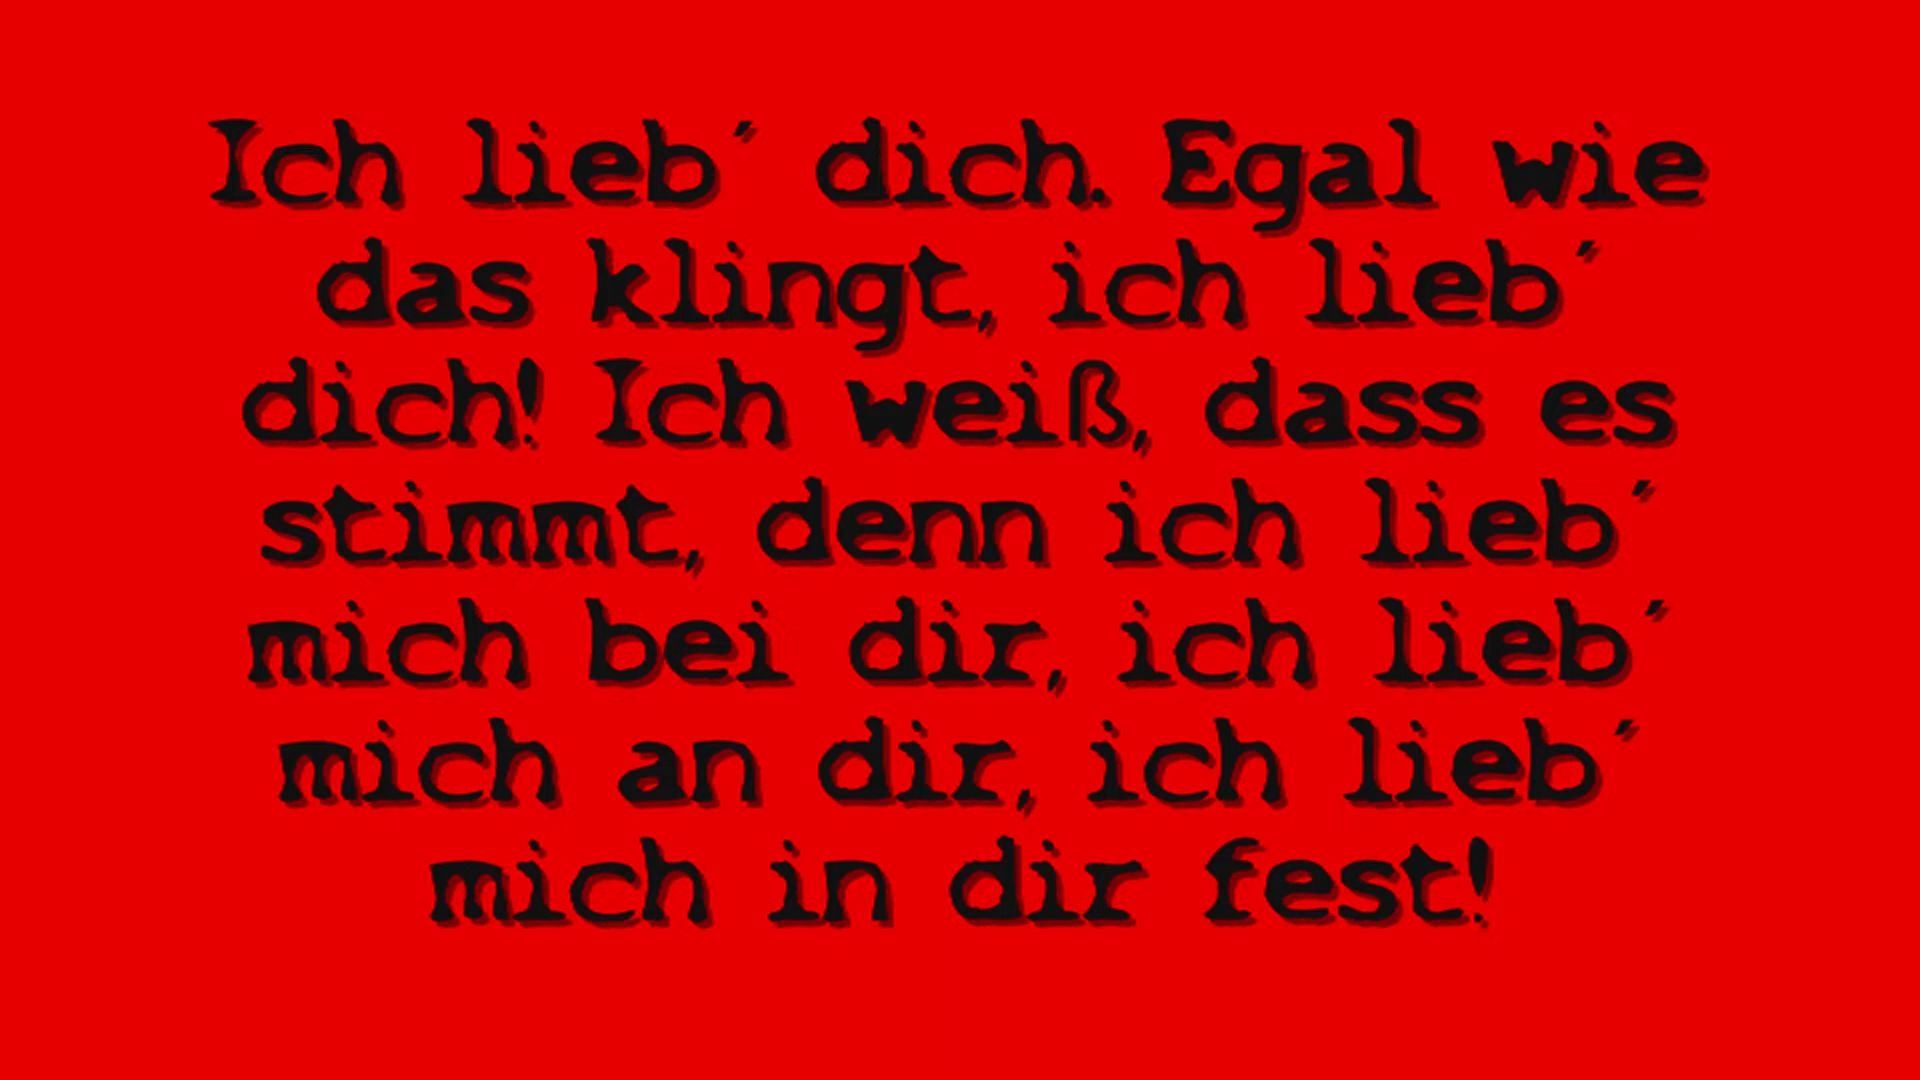 Ich lieb´ dich. Egal wie
das klingt, ich lieb´
dich! Ich weiß, dass es
stimmt, denn ich lieb´
mich bei dir, ich lieb´
mich an dir, ich lieb´
mich in dir fest!